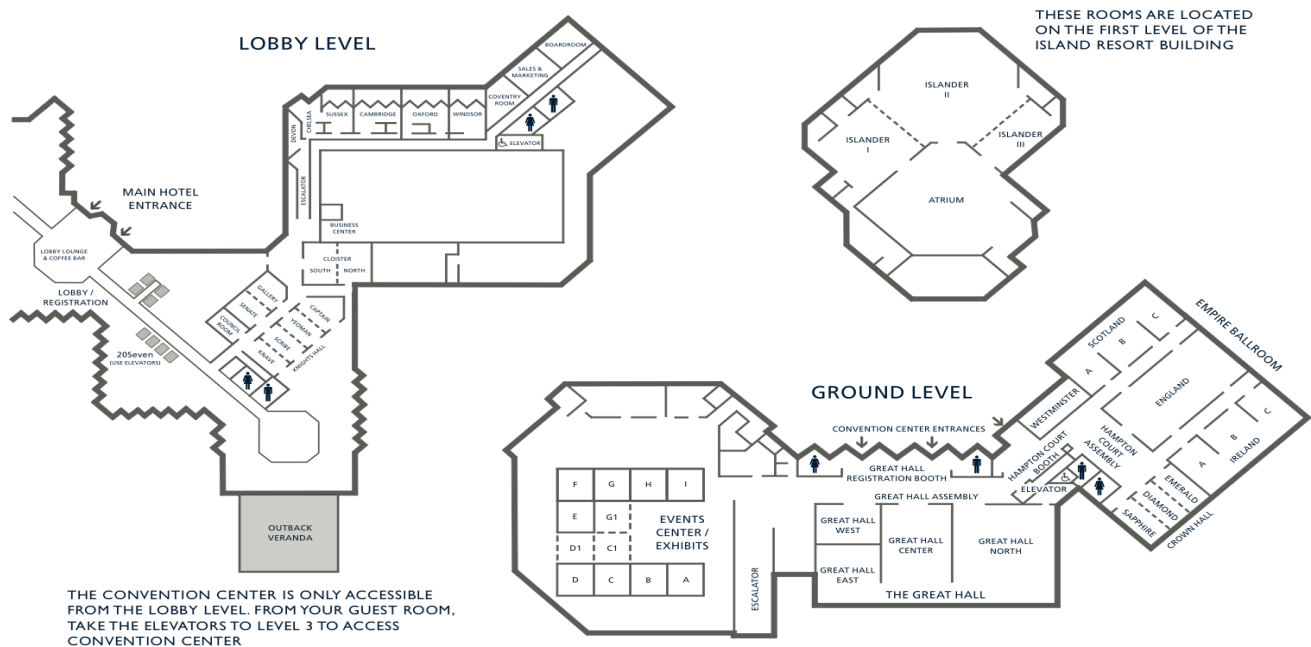 THESE ROOMS ARE LOCATED
ON THE FIRST LEVEL OF THE
ISLAND RESORT BUILDING
LOBBY LEVEL
BOARDROOM
SALES &
MARKETING
COVENTRY
ROOM
DEVON
CHELSEA
SUSSEX
CAMBRIDGE
OXFORD
WINDSOR
ELEVATOR
ESCALATOR
BUSINESS
CENTER
MAIN HOTEL
ENTRANCE
LOBBY LOUNGE
& COFFEE BAR
CLOISTER
SOUTH
NORTH
LOBBY /
REGISTRATION
GALLERY
SENATE
COUNCIL
ROOM
CAPTAIN
YEOMAN
SCRIBE
KNAVE
KNIGHTS HALL
20Seven
(USE ELEVATORS)
OUTBACK
VERANDA
THE CONVENTION CENTER IS ONLY ACCESSIBLE
FROM THE LOBBY LEVEL. FROM YOUR GUEST ROOM,
TAKE THE ELEVATORS TO LEVEL 3 TO ACCESS
CONVENTION CENTER
ISLANDER
II
ISLANDER
I
ISLANDER
III
ATRIUM
GROUND LEVEL
CONVENTION CENTER ENTRANCES
GREAT HALL
REGISTRATION BOOTH
GREAT HALL ASSEMBLY
F
G
H
I
E
G1
D1
C1
D
C
B
A
EVENTS
CENTER /
EXHIBITS
ESCALATOR
GREAT HALL
WEST
GREAT HALL
EAST
GREAT HALL
CENTER
GREAT HALL
NORTH
THE GREAT HALL
EMPIRE BALLROOM
SCOTLAND
A
B
C
WESTMINSTER
ENGLAND
HAMPTON
COURT
ASSEMBLY
HAMPTON COURT
BOOTH
ELEVATOR
IRELAND
A
B
C
EMERALD
DIAMOND
SAPPHIRE
CROWN HALL